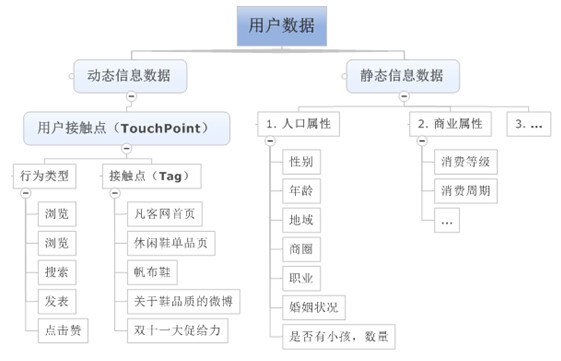 用户数据
动态信息数据
静态信息数据
用户接触点（TouchPoint）
1. 人口属性
2. 商业属性
3. ...
行为类型
接触点（Tag）
性别
消费等级
年龄
消费周期
浏览
凡客网首页
地域
...
浏览
休闲鞋单品页
商圈
搜索
帆布鞋
职业
发表
关于鞋品质的微博
婚姻状况
点击赞
双十一大促给力
是否有小孩，数量